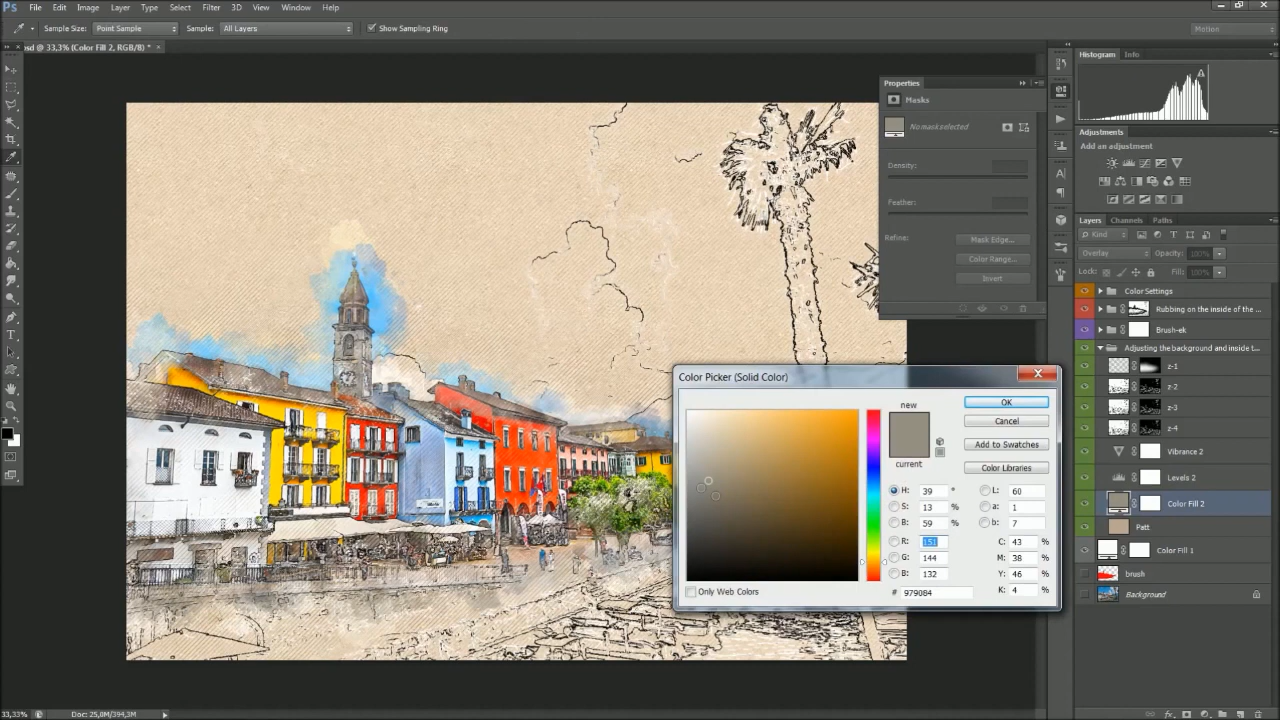 Ps File Edit Image Layer Type Select Filter 3D View Window Help
Sample Size: Point Sample Sample: All Layers Show Sampling Ring Motion
sd @ 33,3% (Color Fill 2, RGB/8) *
Histogram Info
Properties
Masks
No mask selected
Density:
Feather:
Refine: Mask Edge...
Color Range...
Invert
Adjustments
Add an adjustment
Layers Channels Paths
Kind
Overlay Opacity: 100%
Lock: Fill: 100%
Color Settings
Rubbing on the inside of the ...
Brush-ek
Adjusting the background and inside t...
z-1
z-2
z-3
z-4
Vibrance 2
Levels 2
Color Fill 2
Patt
Color Fill 1
brush
Background
Color Picker (Solid Color)
new
current
OK
Cancel
Add to Swatches
Color Libraries
H: 39 ° L: 60
S: 13 % a: 1
B: 59 % b: 7
R: 151 C: 43 %
G: 144 M: 38 %
B: 132 Y: 46 %
# 979084 K: 4 %
Only Web Colors
33,33% Doc: 25,0M/394,3M